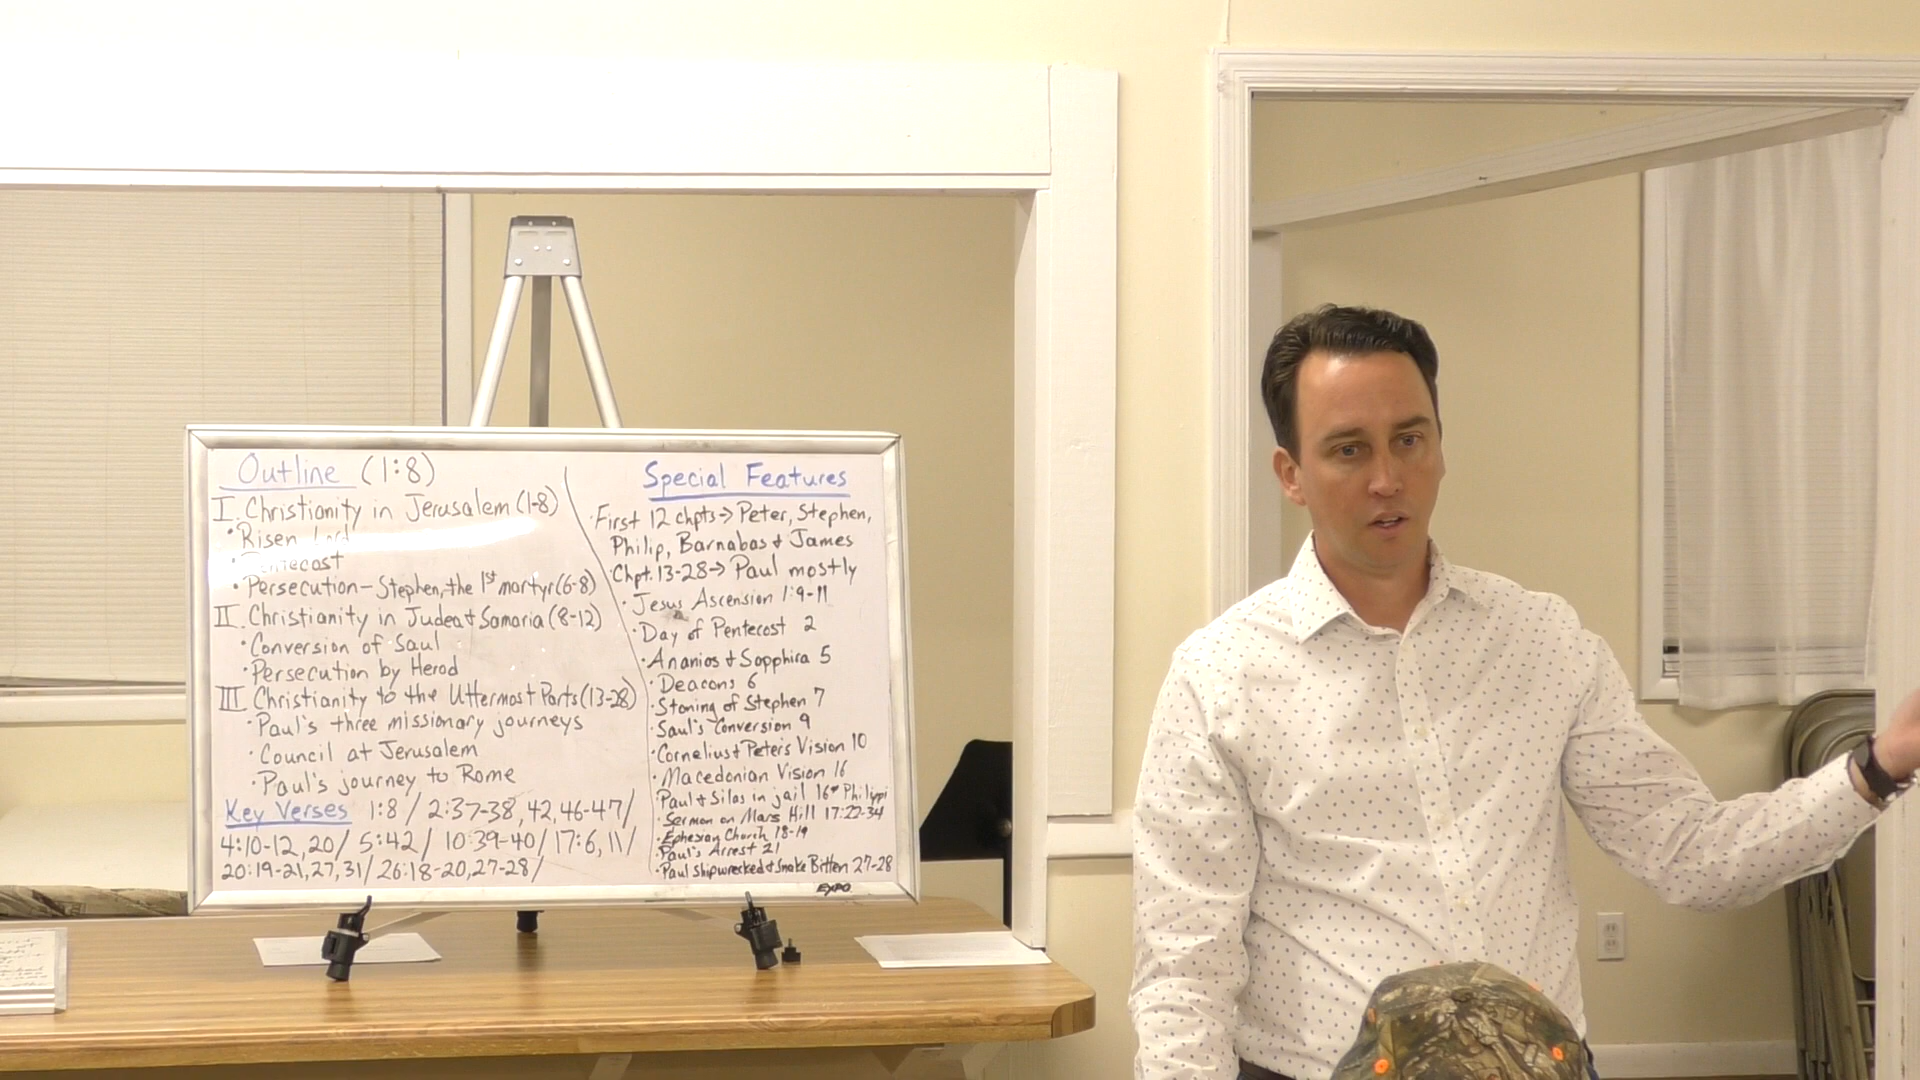 Outline (1:8)
I. Christianity in Jerusalem (1-8)
• Risen Lord
• Pentecost
• Persecution - Stephen, the 1st martyr (6-8)
II. Christianity in Judea & Samaria (8-12)
• Conversion of Saul
• Persecution by Herod
III Christianity to the Uttermost Parts (13-28)
• Paul's three missionary journeys
• Council at Jerusalem
• Paul's journey to Rome
Key Verses 1:8 / 2:37-38, 42, 46-47 /
4:10-12, 20 / 5:42 / 10:39-40 / 17:6, 11 /
20:19-21, 27, 31 / 26:18-20, 27-28 /
Special Features
• First 12 chpts → Peter, Stephen,
Philip, Barnabas & James
• Chpt. 13-28 → Paul mostly
• Jesus Ascension 1:9-11
• Day of Pentecost 2
• Ananias & Sapphira 5
• Deacons 6
• Stoning of Stephen 7
• Saul's Conversion 9
• Cornelius & Peter's Vision 10
• Macedonian Vision 16
• Paul & Silas in jail 16 Philippi
• Sermon on Mars Hill 17:22-34
• Ephesian Church 18-19
• Paul's Arrest 21
• Paul shipwrecked & Snake Bitten 27-28
EXPO